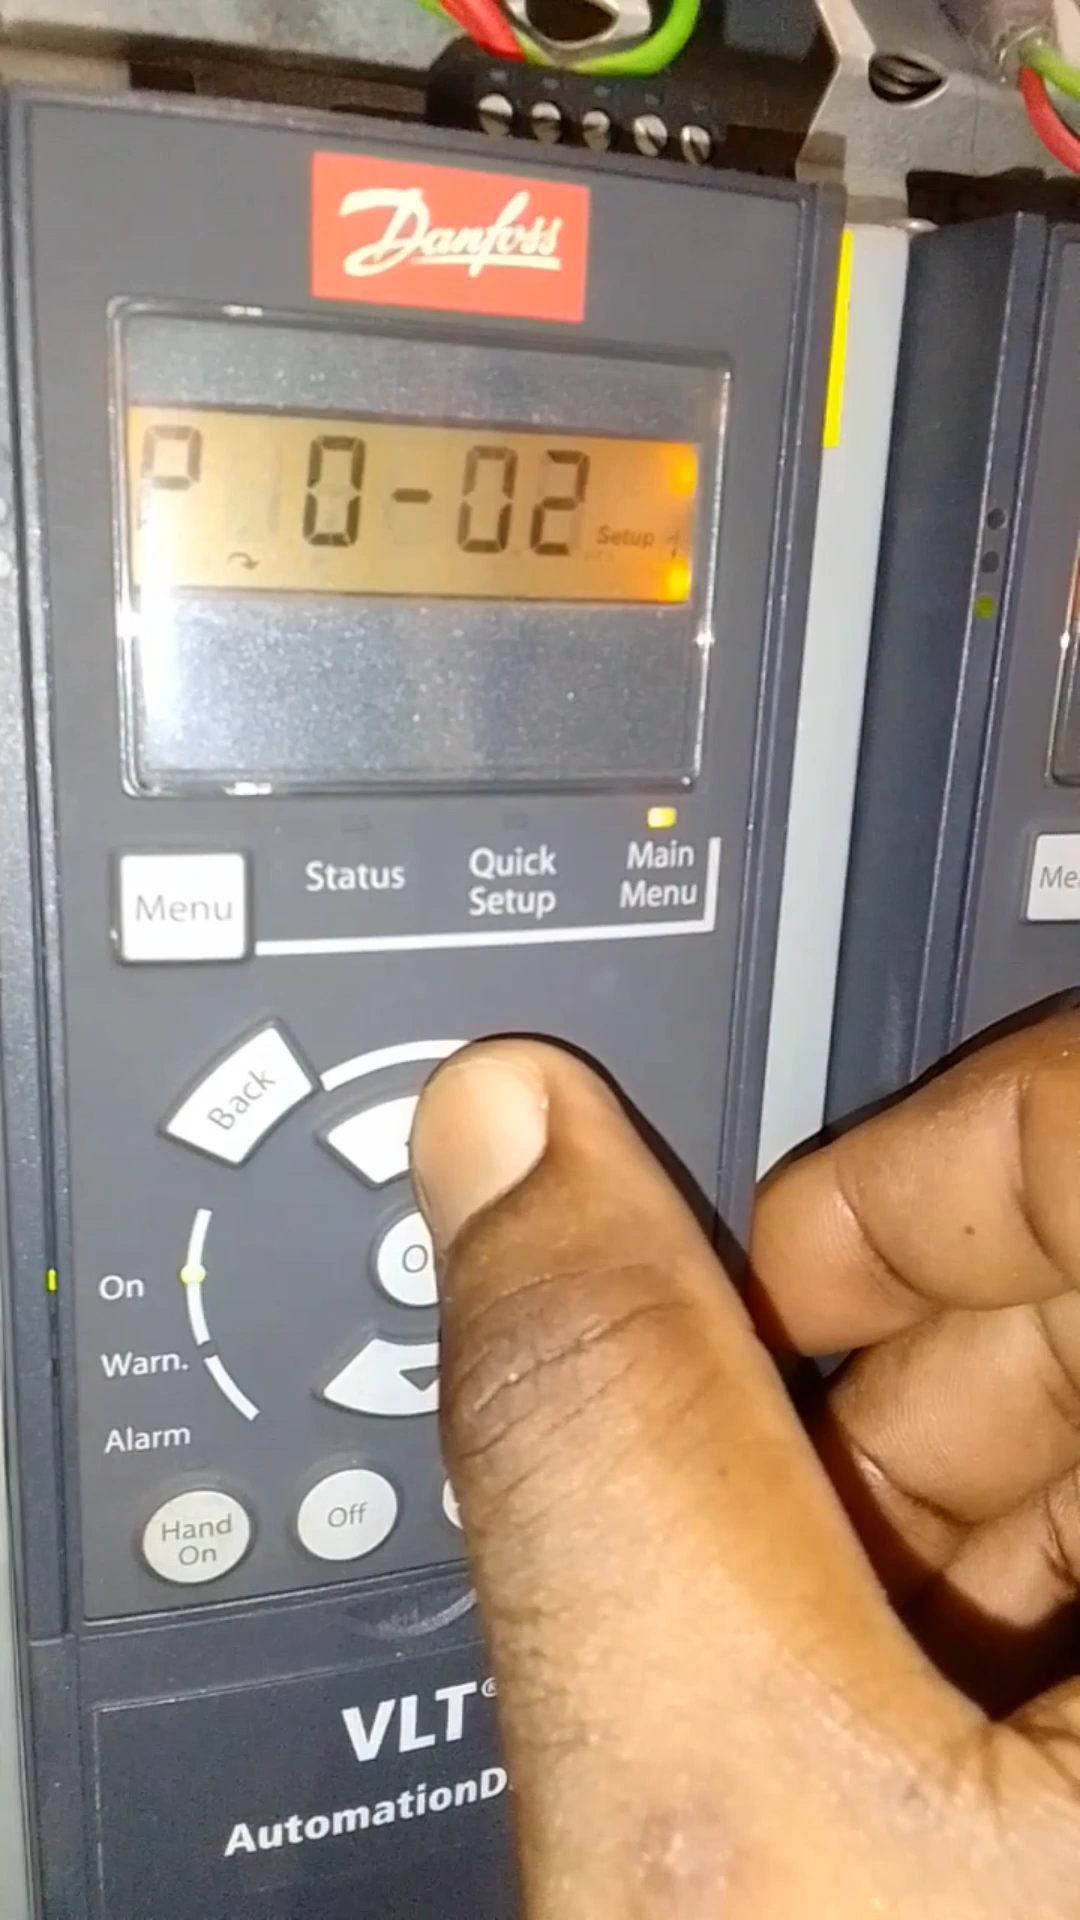 Danfoss
P 0-02
Setup
Menu
Status
Quick
Setup
Main
Menu
Back
On
Warn.
Alarm
Hand
On
Off
VLT®
AutomationD
Me